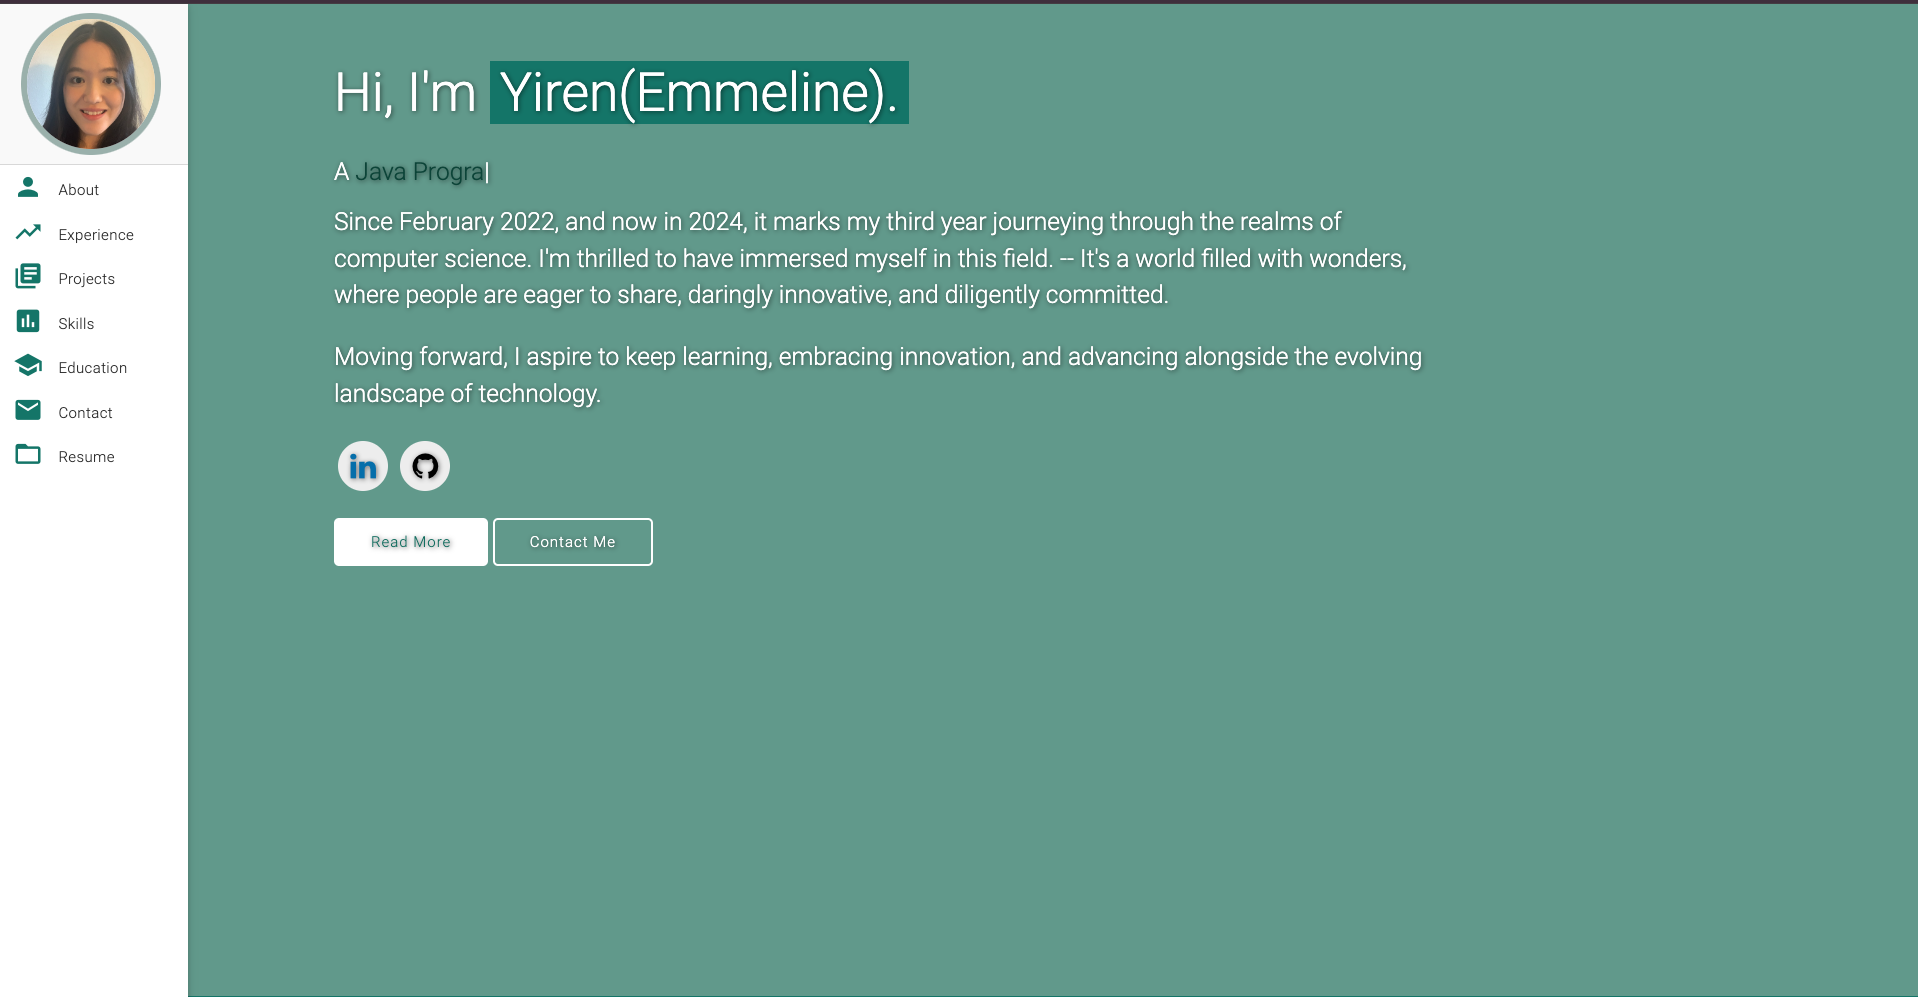 Hi, I'm Yiren(Emmeline).
A Java Progra
Since February 2022, and now in 2024, it marks my third year journeying through the realms of
computer science. I'm thrilled to have immersed myself in this field. -- It's a world filled with wonders,
where people are eager to share, daringly innovative, and diligently committed.
Moving forward, I aspire to keep learning, embracing innovation, and advancing alongside the evolving
landscape of technology.
in
Read More
Contact Me
About
Experience
Projects
Skills
Education
Contact
Resume